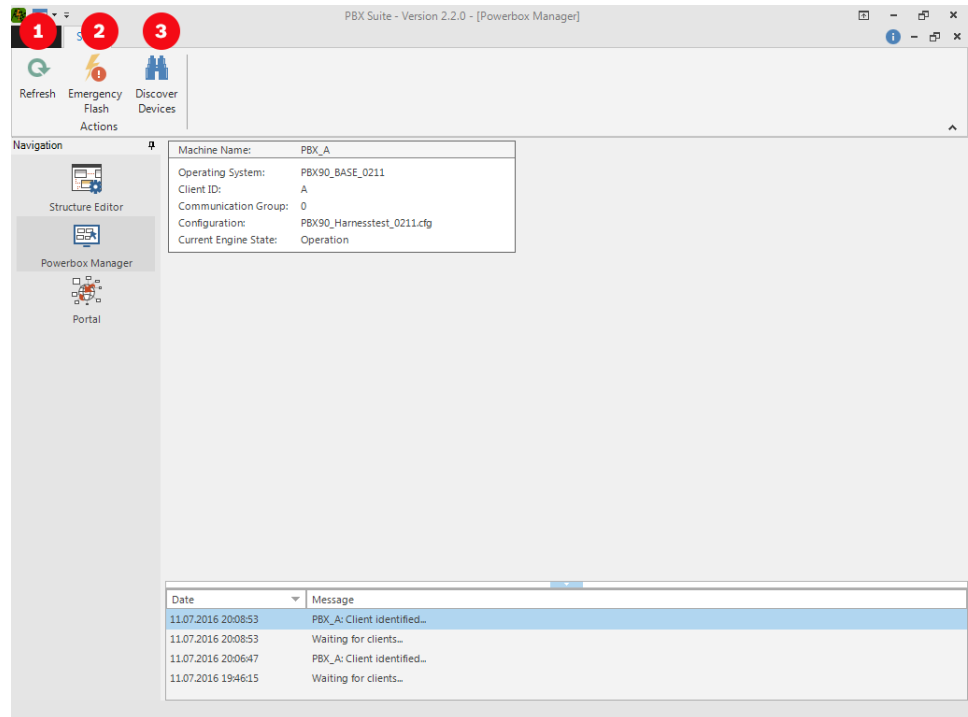 PBX Suite - Version 2.2.0 - [Powerbox Manager]
1 2 3
Refresh
Emergency Flash
Discover Devices
Actions
Navigation
Structure Editor
Powerbox Manager
Portal
Machine Name: PBX_A
Operating System: PBX90_BASE_0211
Client ID: A
Communication Group: 0
Configuration: PBX90_Harnesstest_0211.cfg
Current Engine State: Operation
Date Message
11.07.2016 20:08:53 PBX_A: Client identified...
11.07.2016 20:08:53 Waiting for clients...
11.07.2016 20:06:47 PBX_A: Client identified...
11.07.2016 19:46:15 Waiting for clients...